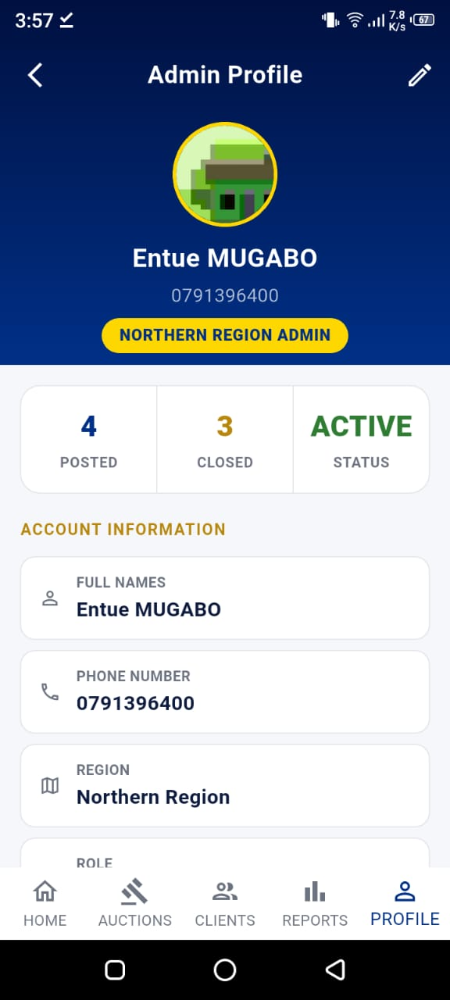 3:57
7.8
K/s
67
Admin Profile
Entue MUGABO
0791396400
NORTHERN REGION ADMIN
4 3 ACTIVE
POSTED CLOSED STATUS
ACCOUNT INFORMATION
FULL NAMES
Entue MUGABO
PHONE NUMBER
0791396400
REGION
Northern Region
ROLE
HOME AUCTIONS CLIENTS REPORTS PROFILE